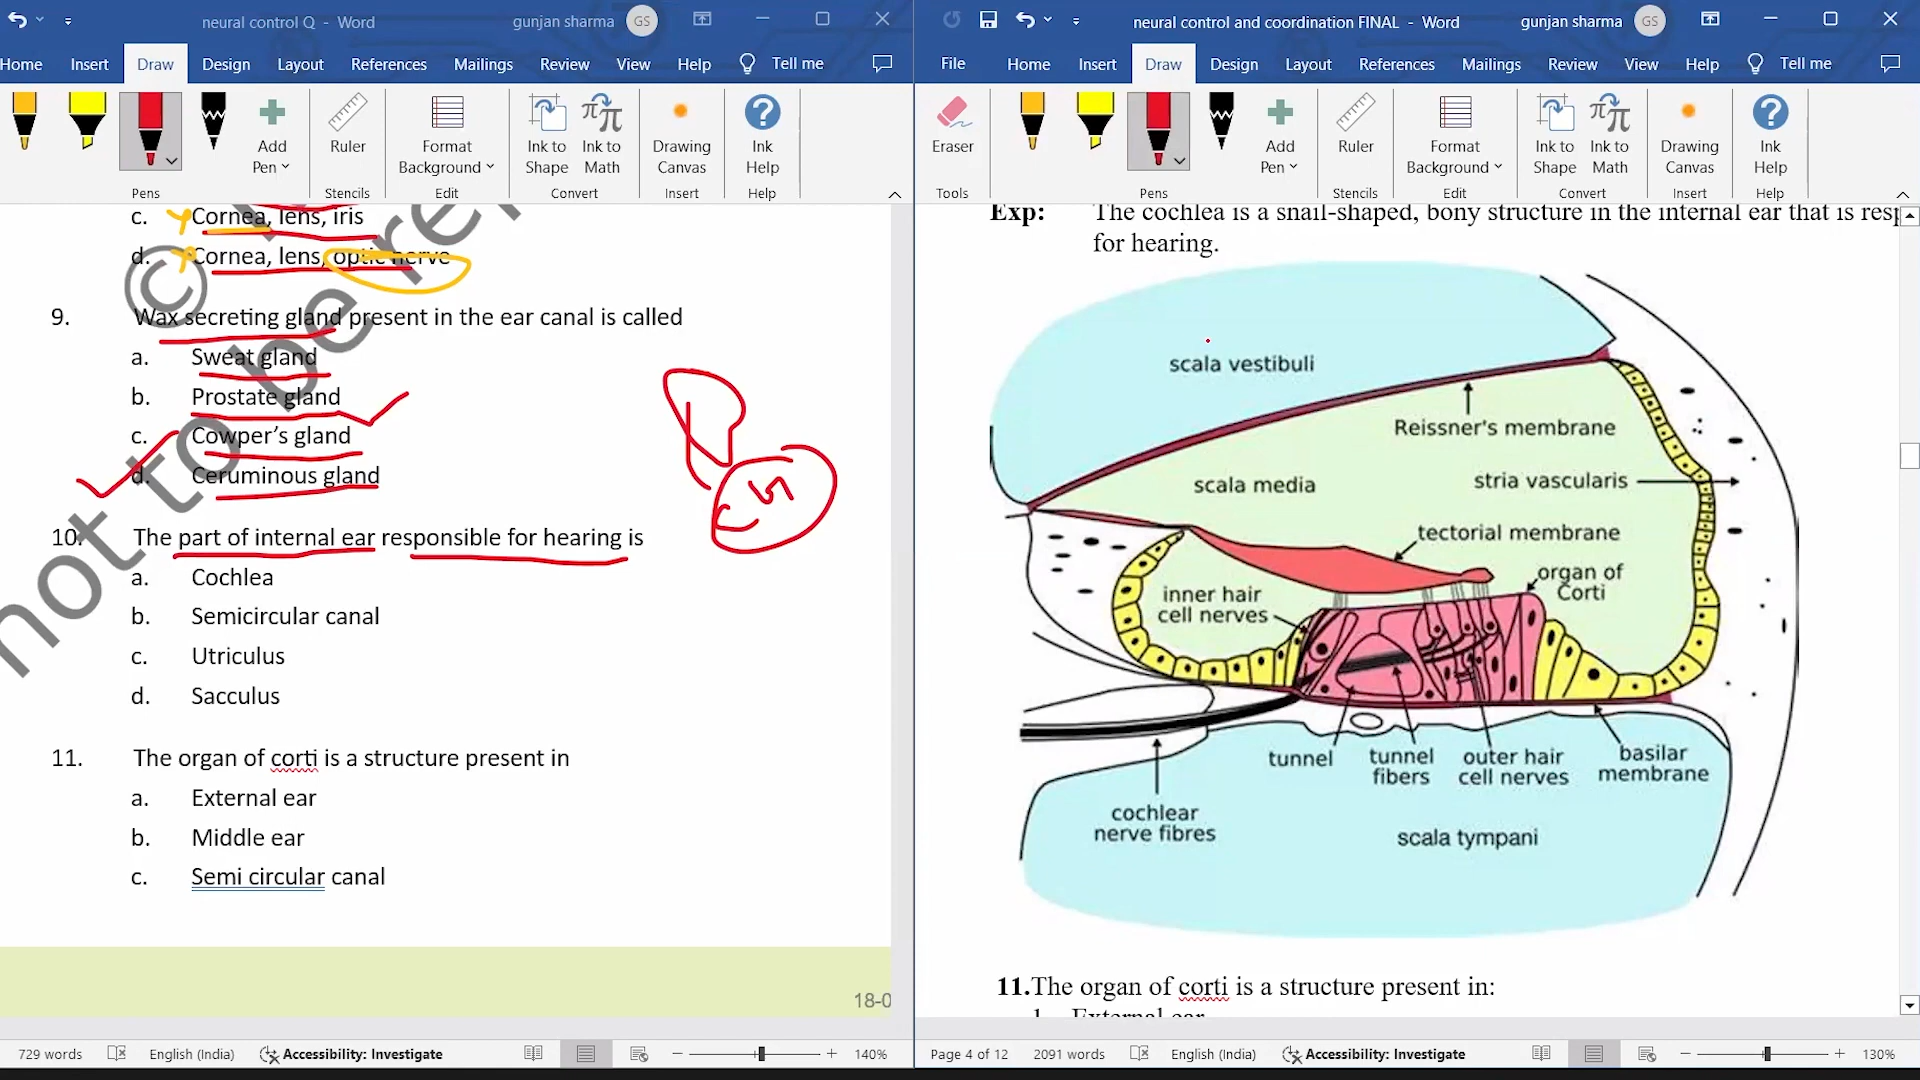 neural control Q - Word
gunjan sharma
GS
Home Insert Draw Design Layout References Mailings Review View Help Tell me
Add Pen
Ruler
Format Background
Ink to Shape
Ink to Math
Drawing Canvas
Ink Help
Pens Stencils Edit Convert Insert Help
c. Cornea, lens, iris
d. Cornea, lens, optic nerve
9. Wax secreting gland present in the ear canal is called
a. Sweat gland
b. Prostate gland
c. Cowper's gland
d. Ceruminous gland
10. The part of internal ear responsible for hearing is
a. Cochlea
b. Semicircular canal
c. Utriculus
d. Sacculus
11. The organ of corti is a structure present in
a. External ear
b. Middle ear
c. Semi circular canal
© not to be re
18-0
729 words English (India) Accessibility: Investigate 140%
neural control and coordination FINAL - Word
gunjan sharma
GS
File Home Insert Draw Design Layout References Mailings Review View Help Tell me
Eraser
Add Pen
Ruler
Format Background
Ink to Shape
Ink to Math
Drawing Canvas
Ink Help
Tools Pens Stencils Edit Convert Insert Help
Exp: The cochlea is a snail-shaped, bony structure in the internal ear that is resp
for hearing.
scala vestibuli
Reissner's membrane
scala media
stria vascularis
tectorial membrane
organ of Corti
inner hair cell nerves
tunnel
tunnel fibers
outer hair cell nerves
basilar membrane
cochlear nerve fibres
scala tympani
11.The organ of corti is a structure present in:
1. External ear
Page 4 of 12 2091 words English (India) Accessibility: Investigate 130%